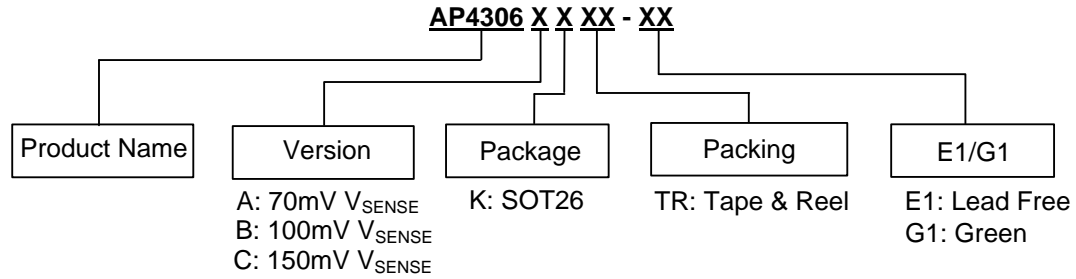 AP4306 X X XX - XX
Product Name
Version
Package
Packing
E1/G1
A: 70mV VSENSE
B: 100mV VSENSE
C: 150mV VSENSE
K: SOT26
TR: Tape & Reel
E1: Lead Free
G1: Green